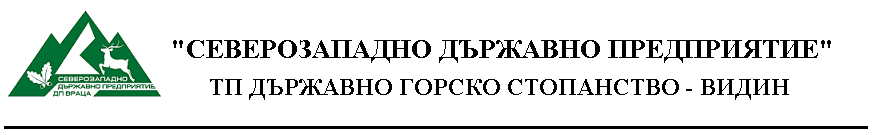 СЕВЕРОЗАПАДНО
ДЪРЖАВНО ПРЕДПРИЯТИЕ
ДП ВРАЦА
"СЕВЕРОЗАПАДНО ДЪРЖАВНО ПРЕДПРИЯТИЕ"
ТП ДЪРЖАВНО ГОРСКО СТОПАНСТВО - ВИДИН